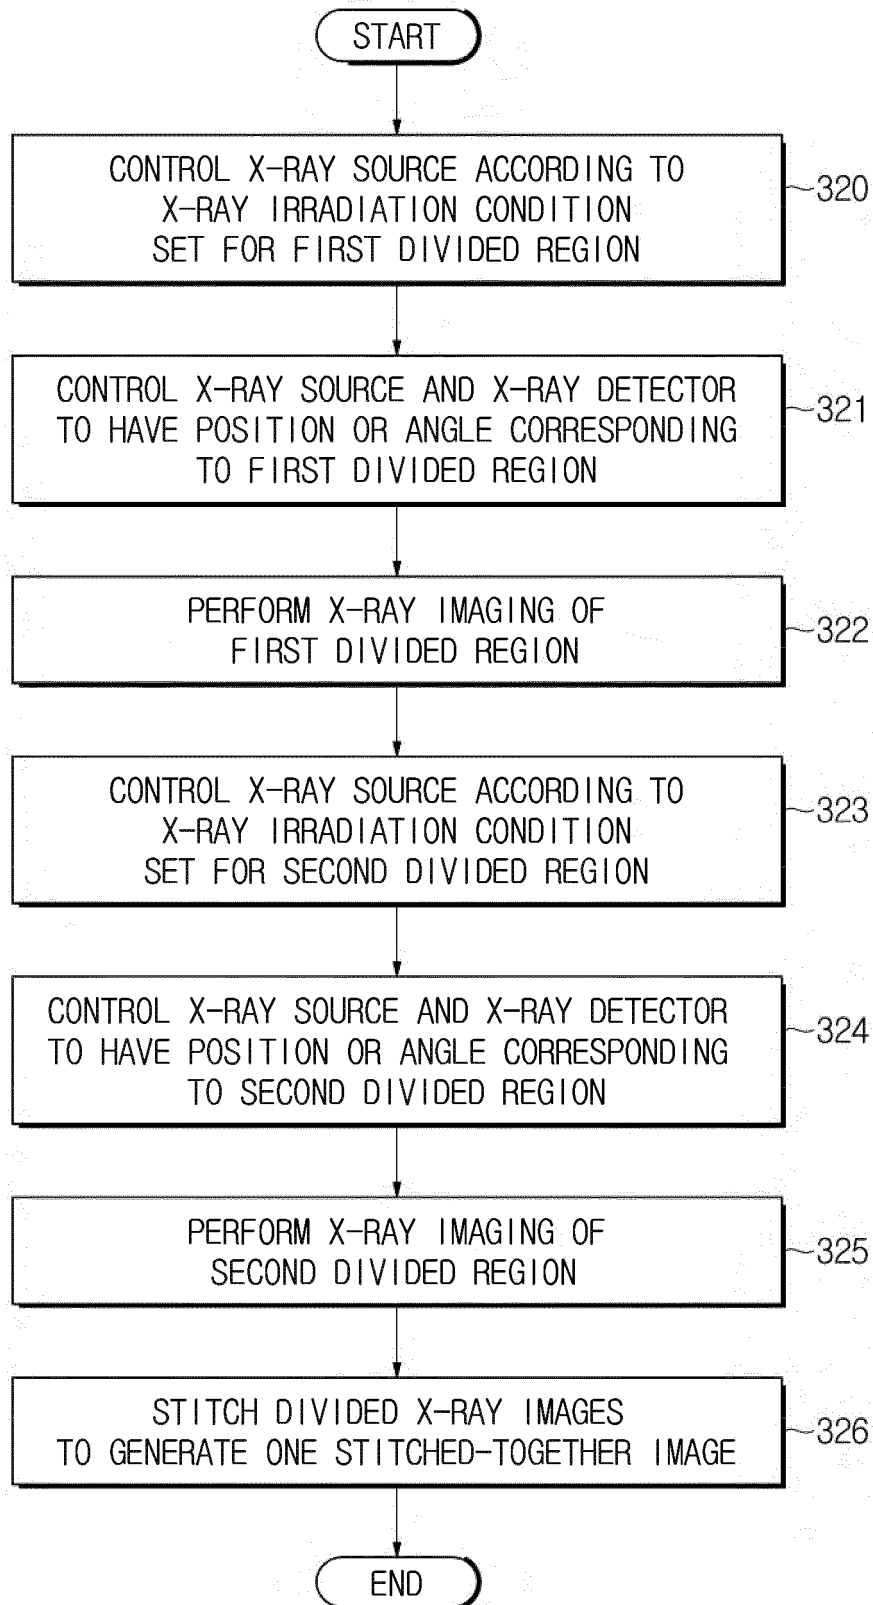 START
CONTROL X-RAY SOURCE ACCORDING TO
X-RAY IRRADIATION CONDITION
SET FOR FIRST DIVIDED REGION
320
CONTROL X-RAY SOURCE AND X-RAY DETECTOR
TO HAVE POSITION OR ANGLE CORRESPONDING
TO FIRST DIVIDED REGION
321
PERFORM X-RAY IMAGING OF
FIRST DIVIDED REGION
322
CONTROL X-RAY SOURCE ACCORDING TO
X-RAY IRRADIATION CONDITION
SET FOR SECOND DIVIDED REGION
323
CONTROL X-RAY SOURCE AND X-RAY DETECTOR
TO HAVE POSITION OR ANGLE CORRESPONDING
TO SECOND DIVIDED REGION
324
PERFORM X-RAY IMAGING OF
SECOND DIVIDED REGION
325
STITCH DIVIDED X-RAY IMAGES
TO GENERATE ONE STITCHED-TOGETHER IMAGE
326
END